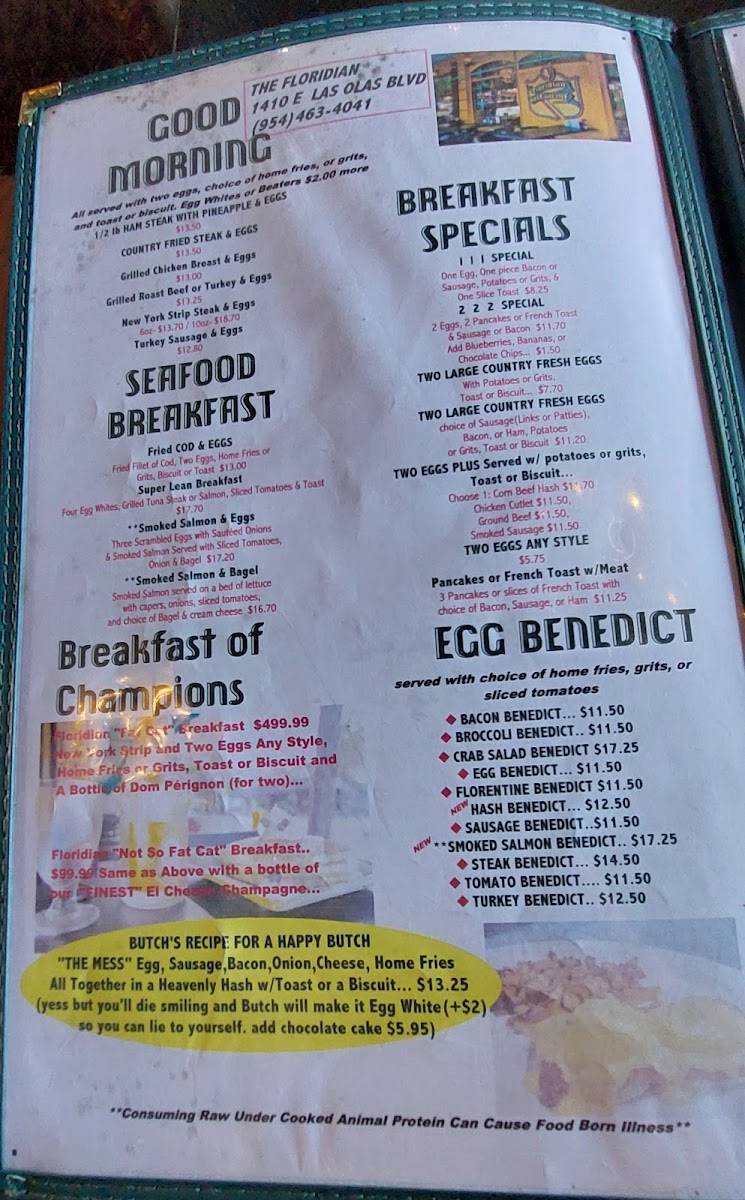 THE FLORIDIAN
1410 E LAS OLAS BLVD
(954)463-4041
GOOD
MORNING
All served with two eggs, choice of home fries, or grits,
and toast or biscuit. Egg Whites or Beaters $2.00 more
1/2 lb HAM STEAK WITH PINEAPPLE & EGGS
$13.50
COUNTRY FRIED STEAK & EGGS
$13.50
Grilled Chicken Breast & Eggs
$13.00
Grilled Roast Beef or Turkey & Eggs
$13.25
New York Strip Steak & Eggs
6oz- $13.70 / 10oz- $18.70
Turkey Sausage & Eggs
$12.80
SEAFOOD
BREAKFAST
Fried COD & EGGS
Fried Fillet of Cod, Two Eggs, Home Fries or
Grits, Biscuit or Toast $13.00
Super Lean Breakfast
Four Egg Whites, Grilled Tuna Steak or Salmon, Sliced Tomatoes & Toast
$17.70
**Smoked Salmon & Eggs
Three Scrambled Eggs with Sautéed Onions
& Smoked Salmon Served with Sliced Tomatoes,
Onion & Bagel $17.20
**Smoked Salmon & Bagel
Smoked Salmon served on a bed of lettuce
with capers, onions, sliced tomatoes,
and choice of Bagel & cream cheese $16.70
Breakfast of
Champions
Floridian "Fat Cat" Breakfast $499.99
New York Strip and Two Eggs Any Style,
Home Fries or Grits, Toast or Biscuit and
A Bottle of Dom Pérignon (for two)...
Floridian "Not So Fat Cat" Breakfast..
$99.99 Same as Above with a bottle of
our "FINEST" El Cheapo Champagne...
BREAKFAST
SPECIALS
1 1 1 SPECIAL
One Egg, One piece Bacon or
Sausage, Potatoes or Grits, &
One Slice Toast $8.25
2 2 2 SPECIAL
2 Eggs, 2 Pancakes or French Toast
& Sausage or Bacon $11.70
Add Blueberries, Bananas, or
Chocolate Chips... $1.50
TWO LARGE COUNTRY FRESH EGGS
With Potatoes or Grits,
Toast or Biscuit... $7.70
TWO LARGE COUNTRY FRESH EGGS
choice of Sausage(Links or Patties),
Bacon, or Ham, Potatoes
or Grits, Toast or Biscuit $11.20
TWO EGGS PLUS Served w/ potatoes or grits,
Toast or Biscuit...
Choose 1: Corn Beef Hash
Chicken Cutlet $11.50,
Ground Beef $11.50,
Smoked Sausage $11.50
TWO EGGS ANY STYLE
$5.75
Pancakes or French Toast w/Meat
3 Pancakes or slices of French Toast with
choice of Bacon, Sausage, or Ham $11.25
EGG BENEDICT
served with choice of home fries, grits, or
sliced tomatoes
◆ BACON BENEDICT... $11.50
◆ BROCCOLI BENEDICT.. $11.50
◆ CRAB SALAD BENEDICT $17.25
◆ EGG BENEDICT... $11.50
◆ FLORENTINE BENEDICT $11.50
NEW HASH BENEDICT... $12.50
◆ SAUSAGE BENEDICT..$11.50
NEW **SMOKED SALMON BENEDICT.. $17.25
◆ STEAK BENEDICT... $14.50
◆ TOMATO BENEDICT.... $11.50
◆ TURKEY BENEDICT.. $12.50
BUTCH'S RECIPE FOR A HAPPY BUTCH
"THE MESS" Egg, Sausage,Bacon,Onion,Cheese, Home Fries
All Together in a Heavenly Hash w/Toast or a Biscuit... $13.25
(yess but you'll die smiling and Butch will make it Egg White(+$2)
so you can lie to yourself. add chocolate cake $5.95)
**Consuming Raw Under Cooked Animal Protein Can Cause Food Born Illness**